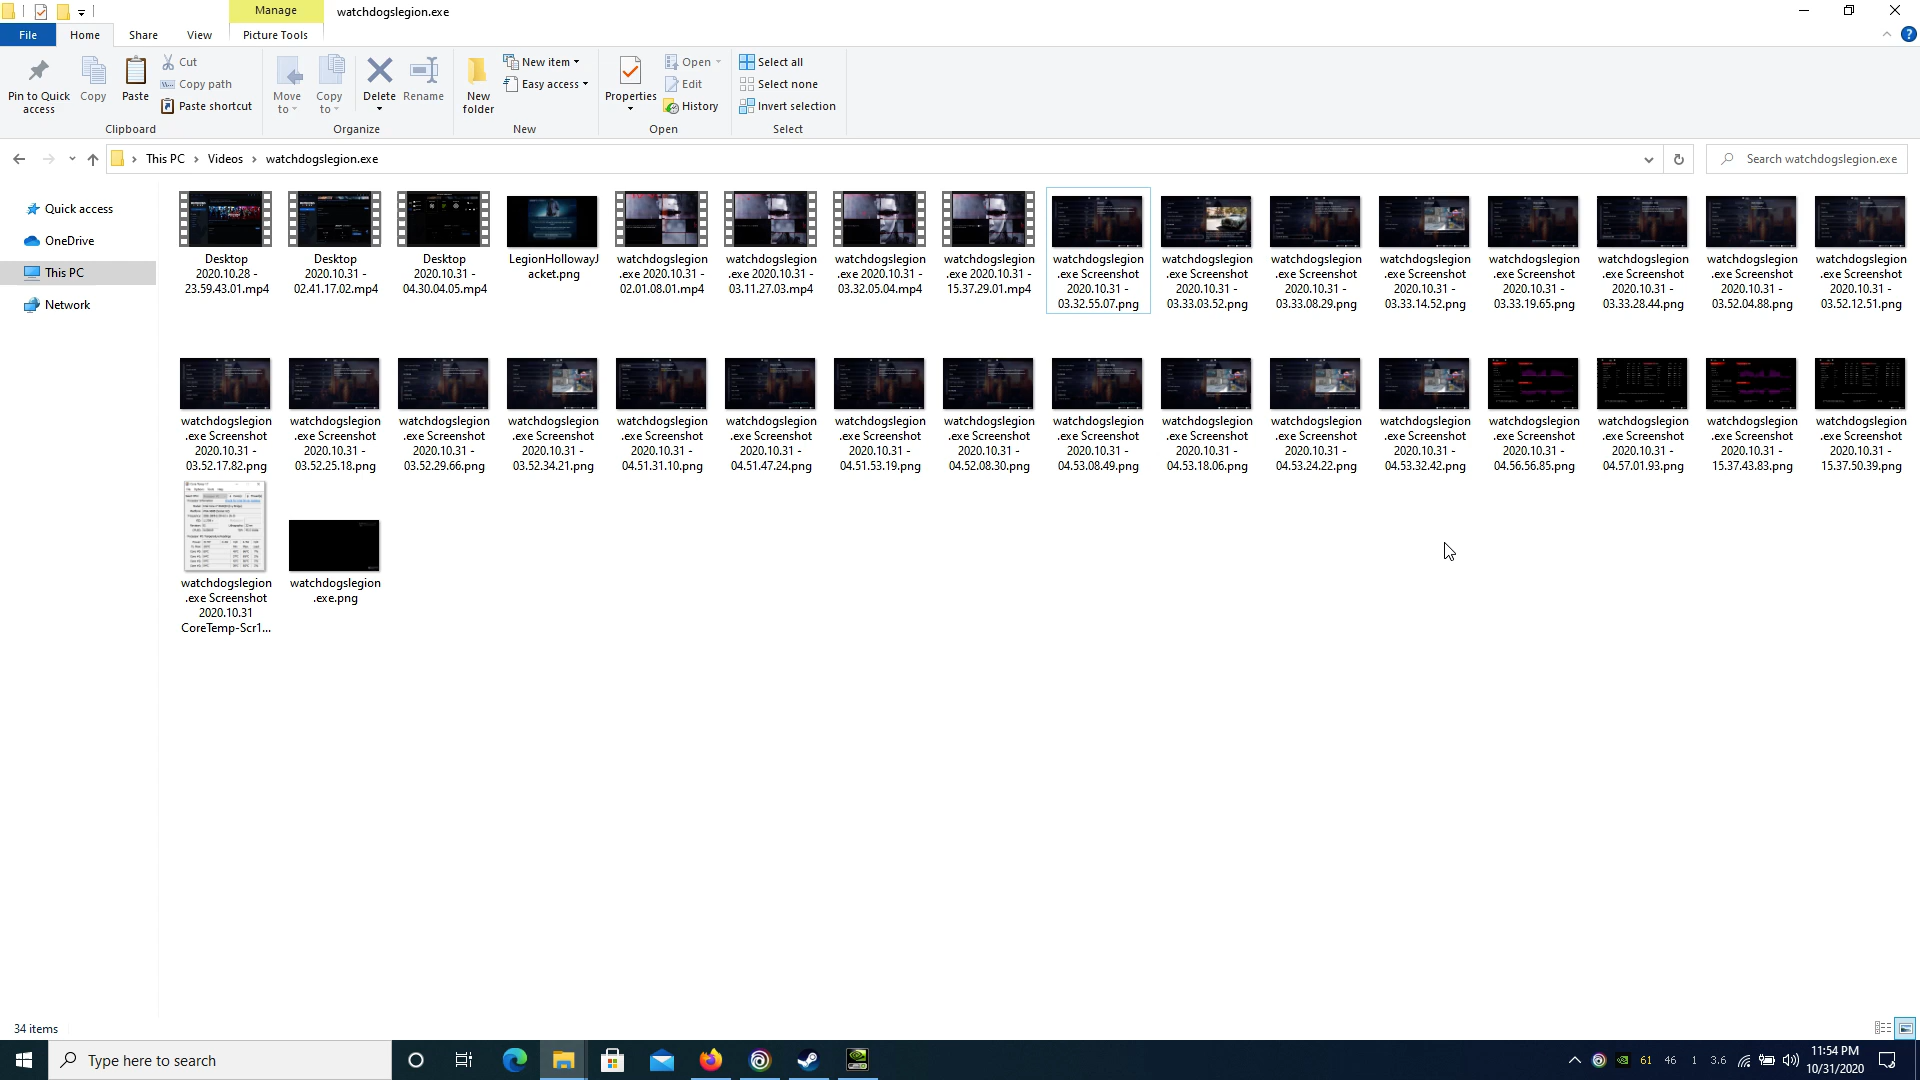 Manage
watchdogslegion.exe
File
Home
Share
View
Picture Tools
Pin to Quick
access
Copy
Paste
Cut
Copy path
Paste shortcut
Clipboard
Move
to
Copy
to
Delete
Rename
Organize
New
folder
New item
Easy access
New
Properties
Open
Edit
History
Open
Select all
Select none
Invert selection
Select
This PC
Videos
watchdogslegion.exe
Search watchdogslegion.exe
Quick access
OneDrive
This PC
Network
Desktop
2020.10.28 -
23.59.43.01.mp4
Desktop
2020.10.31 -
02.41.17.02.mp4
Desktop
2020.10.31 -
04.30.04.05.mp4
LegionHollowayJ
acket.png
watchdogslegion
.exe 2020.10.31 -
02.01.08.01.mp4
watchdogslegion
.exe 2020.10.31 -
03.11.27.03.mp4
watchdogslegion
.exe 2020.10.31 -
03.32.05.04.mp4
watchdogslegion
.exe 2020.10.31 -
15.37.29.01.mp4
watchdogslegion
.exe Screenshot
2020.10.31 -
03.32.55.07.png
watchdogslegion
.exe Screenshot
2020.10.31 -
03.33.03.52.png
watchdogslegion
.exe Screenshot
2020.10.31 -
03.33.08.29.png
watchdogslegion
.exe Screenshot
2020.10.31 -
03.33.14.52.png
watchdogslegion
.exe Screenshot
2020.10.31 -
03.33.19.65.png
watchdogslegion
.exe Screenshot
2020.10.31 -
03.33.28.44.png
watchdogslegion
.exe Screenshot
2020.10.31 -
03.52.04.88.png
watchdogslegion
.exe Screenshot
2020.10.31 -
03.52.12.51.png
watchdogslegion
.exe Screenshot
2020.10.31 -
03.52.17.82.png
watchdogslegion
.exe Screenshot
2020.10.31 -
03.52.25.18.png
watchdogslegion
.exe Screenshot
2020.10.31 -
03.52.29.66.png
watchdogslegion
.exe Screenshot
2020.10.31 -
03.52.34.21.png
watchdogslegion
.exe Screenshot
2020.10.31 -
04.51.31.10.png
watchdogslegion
.exe Screenshot
2020.10.31 -
04.51.47.24.png
watchdogslegion
.exe Screenshot
2020.10.31 -
04.51.53.19.png
watchdogslegion
.exe Screenshot
2020.10.31 -
04.52.08.30.png
watchdogslegion
.exe Screenshot
2020.10.31 -
04.53.08.49.png
watchdogslegion
.exe Screenshot
2020.10.31 -
04.53.18.06.png
watchdogslegion
.exe Screenshot
2020.10.31 -
04.53.24.22.png
watchdogslegion
.exe Screenshot
2020.10.31 -
04.53.32.42.png
watchdogslegion
.exe Screenshot
2020.10.31 -
04.56.56.85.png
watchdogslegion
.exe Screenshot
2020.10.31 -
04.57.01.93.png
watchdogslegion
.exe Screenshot
2020.10.31 -
15.37.43.83.png
watchdogslegion
.exe Screenshot
2020.10.31 -
15.37.50.39.png
watchdogslegion
.exe Screenshot
2020.10.31
CoreTemp-Scr1...
watchdogslegion
.exe.png
34 items
Type here to search
61
46
1
3.6
11:54 PM
10/31/2020